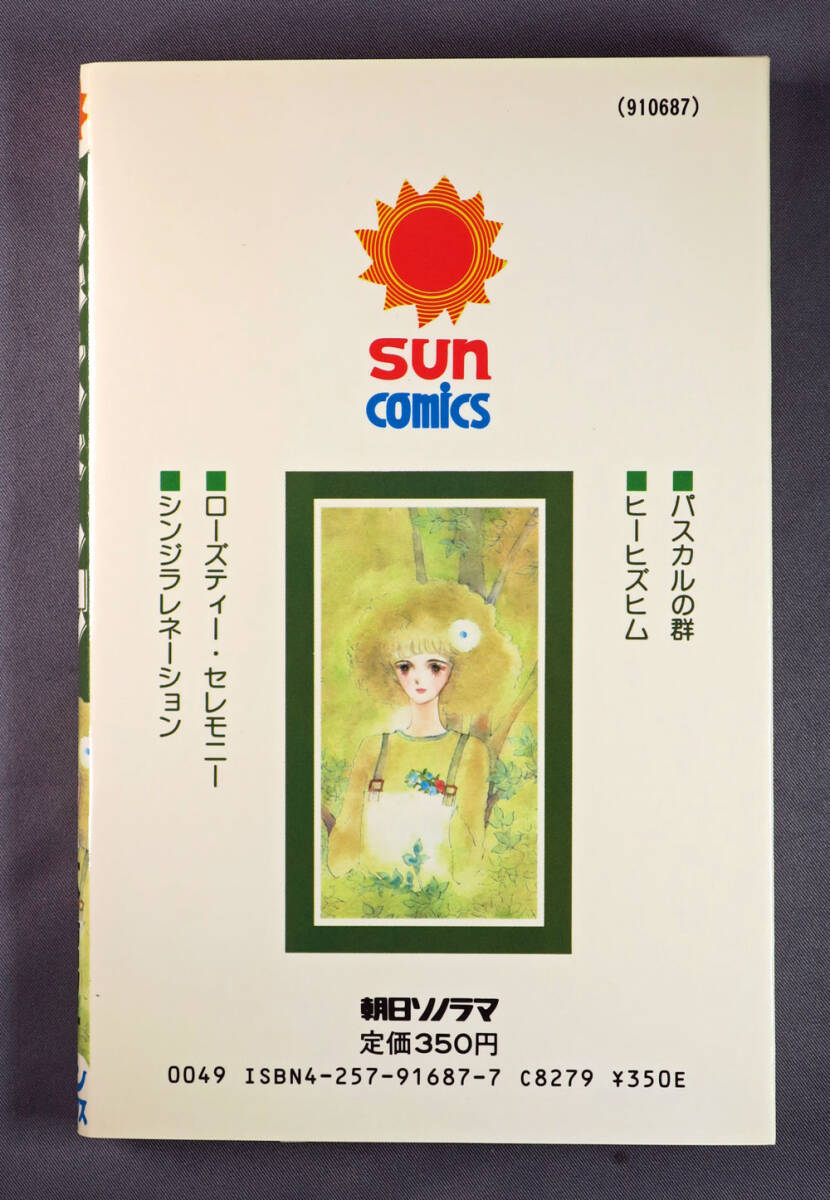 (910687)
sun
comics
■パスカルの群
■ヒーヒズヒム
■ローズティー・セレモニー
■シンジラレネーション
朝日ソノラマ
定価350円
0049 ISBN4-257-91687-7 C8279 ¥350E